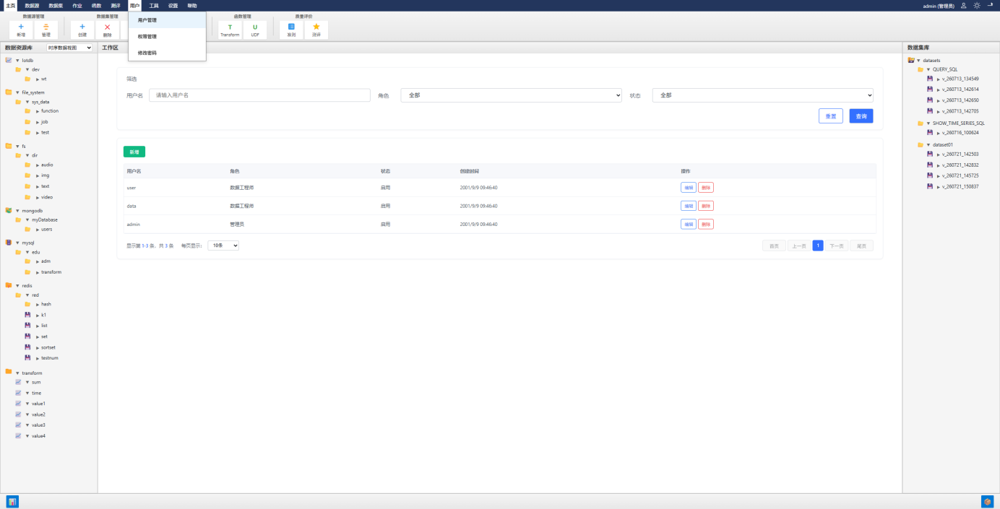 主页 数据源 数据集 作业 函数 测评 用户 工具 设置 帮助 admin (管理员)
数据源管理 数据集管理 函数管理 质量评价
新增 管理 创建 删除 T Transform U UDF 准则 测评
用户管理
权限管理
修改密码
数据资源库 时序数据视图 工作区 数据集库
iotdb
dev
wt
file_system
sys_data
function
job
test
fs
dir
audio
img
text
video
mongodb
myDatabase
users
mysql
edu
adm
transform
redis
red
hash
k1
list
set
sortset
testnum
transform
sum
time
value1
value2
value3
value4
筛选
用户名 请输入用户名 角色 全部 状态 全部
重置 查询
新增
用户名 角色 状态 创建时间 操作
user 数据工程师 启用 2001/9/9 09:46:40 编辑 删除
data 数据工程师 启用 2001/9/9 09:46:40 编辑 删除
admin 管理员 启用 2001/9/9 09:46:40 编辑 删除
显示第 1-3 条，共 3 条 每页显示: 10条 首页 上一页 1 下一页 尾页
datasets
QUERY_SQL
v_260713_134549
v_260713_142614
v_260713_142650
v_260713_142705
SHOW_TIME_SERIES_SQL
v_260716_100624
dataset01
v_260721_142503
v_260721_142832
v_260721_145725
v_260721_150837